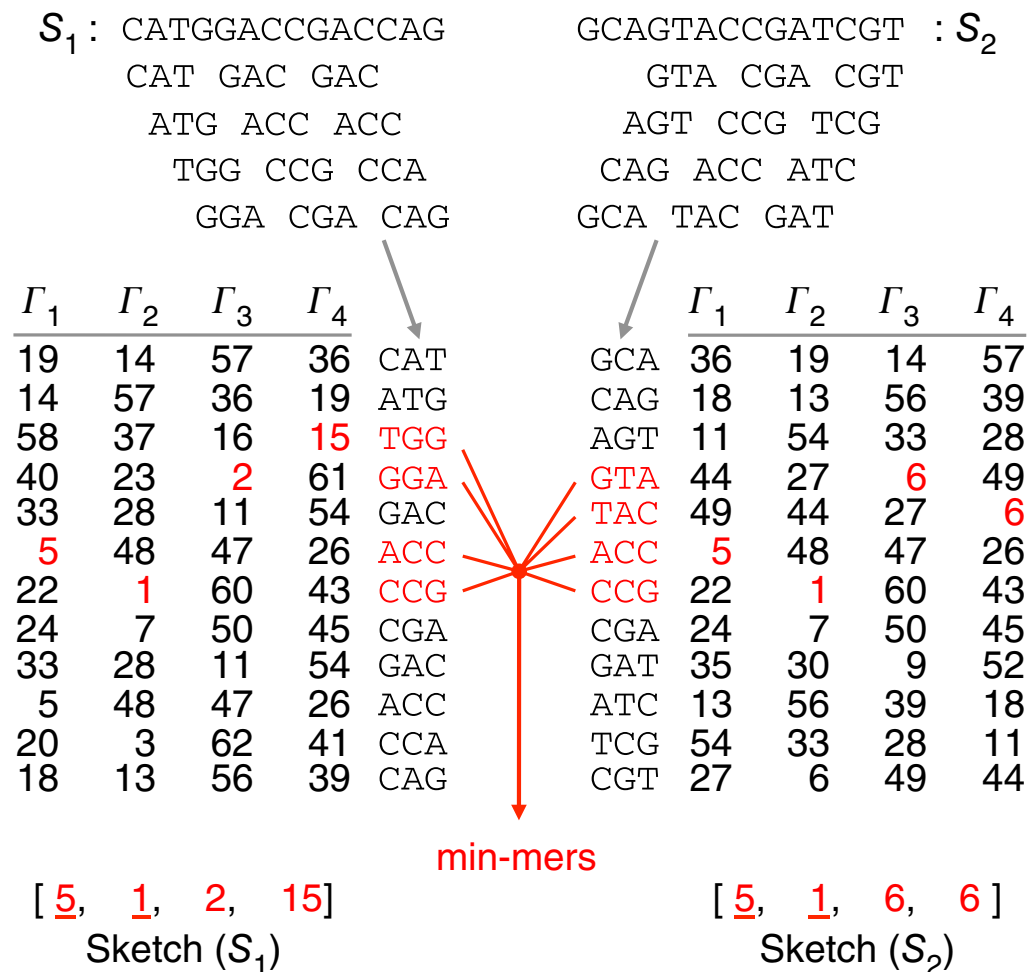 S1 : CATGGACCGACCAG GCAGTACCGATCGT : S2
CAT GAC GAC GTA CGA CGT
ATG ACC ACC AGT CCG TCG
TGG CCG CCA CAG ACC ATC
GGA CGA CAG GCA TAC GAT
Γ1 Γ2 Γ3 Γ4 Γ1 Γ2 Γ3 Γ4
19 14 57 36 CAT GCA 36 19 14 57
14 57 36 19 ATG CAG 18 13 56 39
58 37 16 15 TGG AGT 11 54 33 28
40 23 2 61 GGA GTA 44 27 6 49
33 28 11 54 GAC TAC 49 44 27 6
5 48 47 26 ACC ACC 5 48 47 26
22 1 60 43 CCG CCG 22 1 60 43
24 7 50 45 CGA CGA 24 7 50 45
33 28 11 54 GAC GAT 35 30 9 52
5 48 47 26 ACC ATC 13 56 39 18
20 3 62 41 CCA TCG 54 33 28 11
18 13 56 39 CAG CGT 27 6 49 44
min-mers
[ 5, 1, 2, 15] [ 5, 1, 6, 6 ]
Sketch (S1) Sketch (S2)